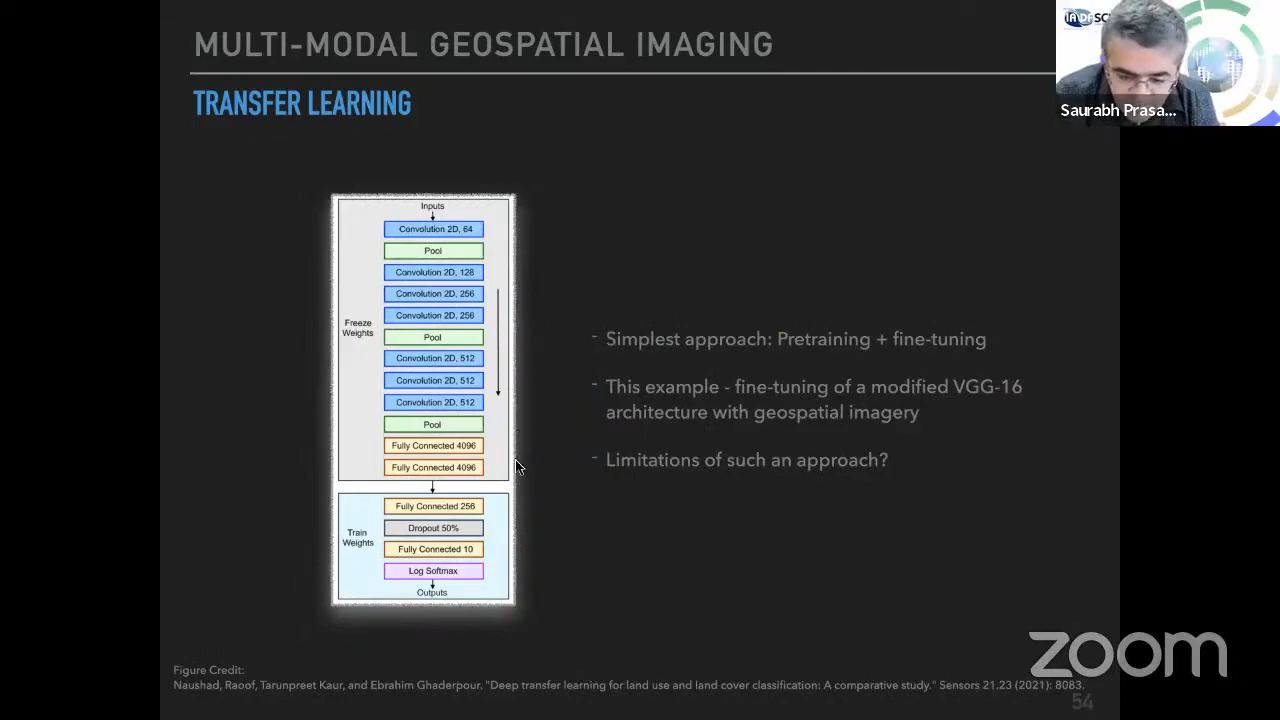 MULTI-MODAL GEOSPATIAL IMAGING
TRANSFER LEARNING
Saurabh Prasa...
Inputs
Convolution 2D, 64
Pool
Convolution 2D, 128
Convolution 2D, 256
Convolution 2D, 256
Freeze
Weights
Pool
Convolution 2D, 512
Convolution 2D, 512
Convolution 2D, 512
Pool
Fully Connected 4096
Fully Connected 4096
Fully Connected 256
Dropout 50%
Train
Weights
Fully Connected 10
Log Softmax
Outputs
- Simplest approach: Pretraining + fine-tuning
- This example - fine-tuning of a modified VGG-16
architecture with geospatial imagery
- Limitations of such an approach?
zoom
Figure Credit:
Naushad, Raoof, Tarunpreet Kaur, and Ebrahim Ghaderpour. "Deep transfer learning for land use and land cover classification: A comparative study." Sensors 21.23 (2021): 8083.
54